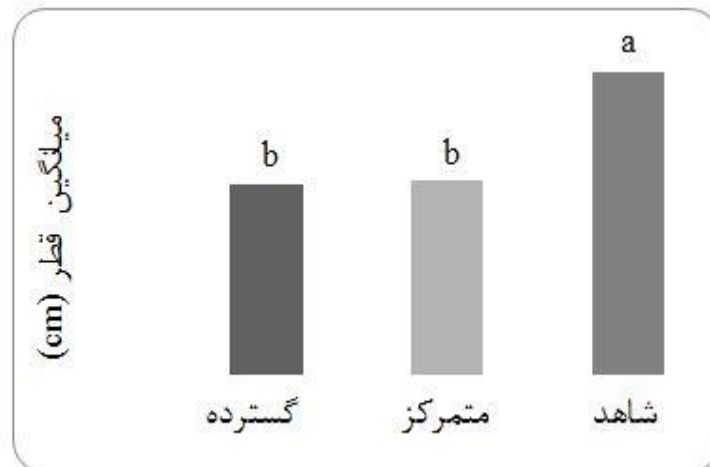 a
b
b
میانگین قطر (cm)
شاهد
متمرکز
گسترده